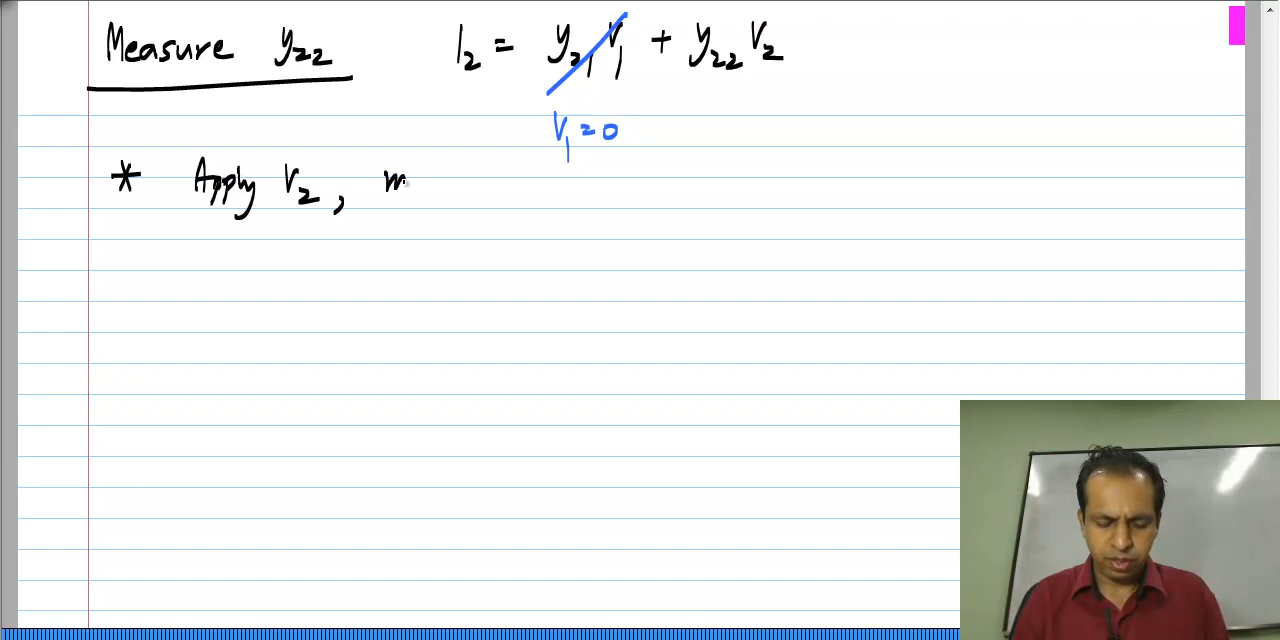 Measure y22 I2 = y21 V1 + y22 V2
V1 = 0
* Apply V2, m